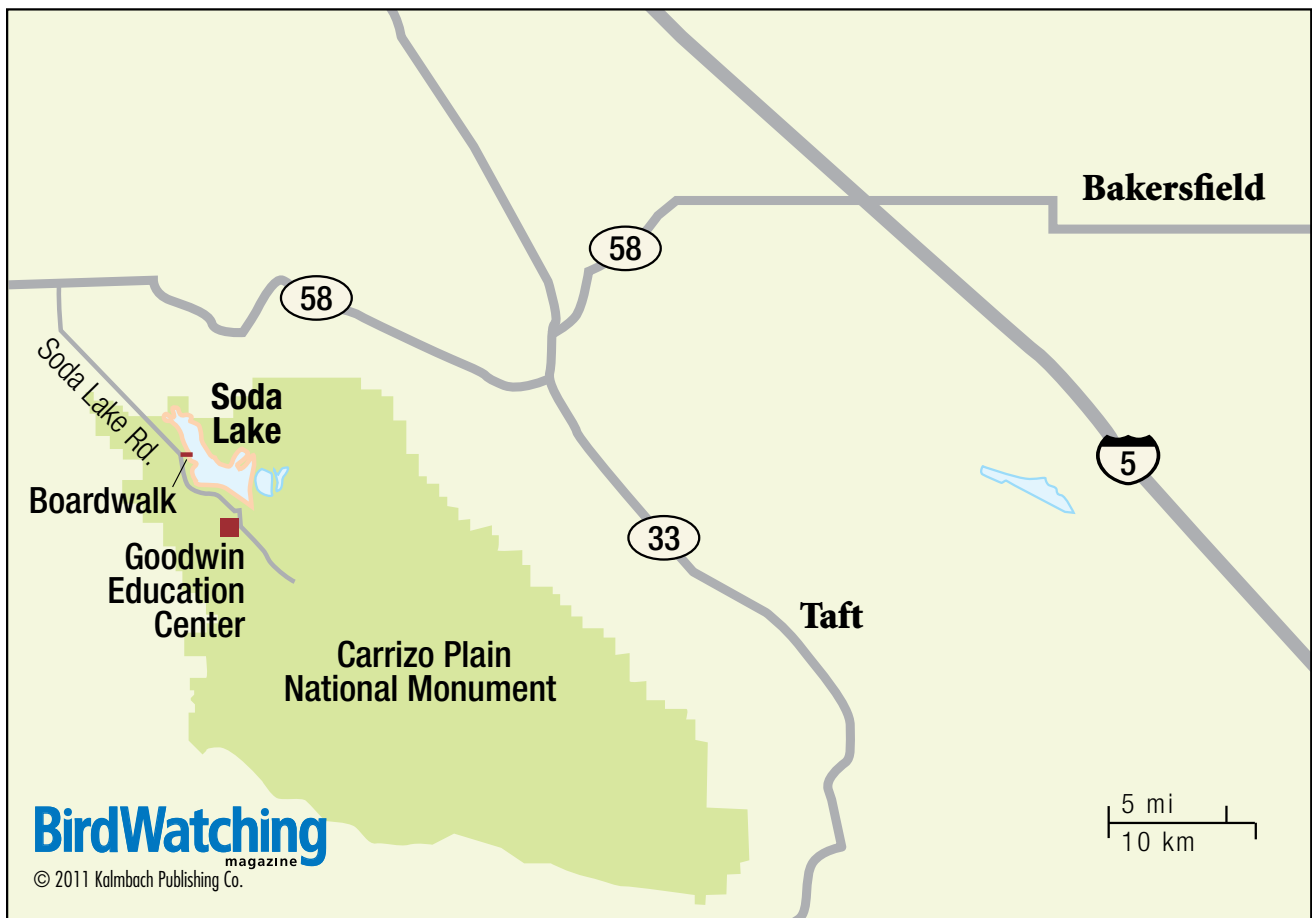 Bakersfield
58
58
Soda Lake Rd.
Soda
Lake
5
Boardwalk
33
Goodwin
Education
Center
Taft
Carrizo Plain
National Monument
5 mi
10 km
BirdWatching
magazine
© 2011 Kalmbach Publishing Co.